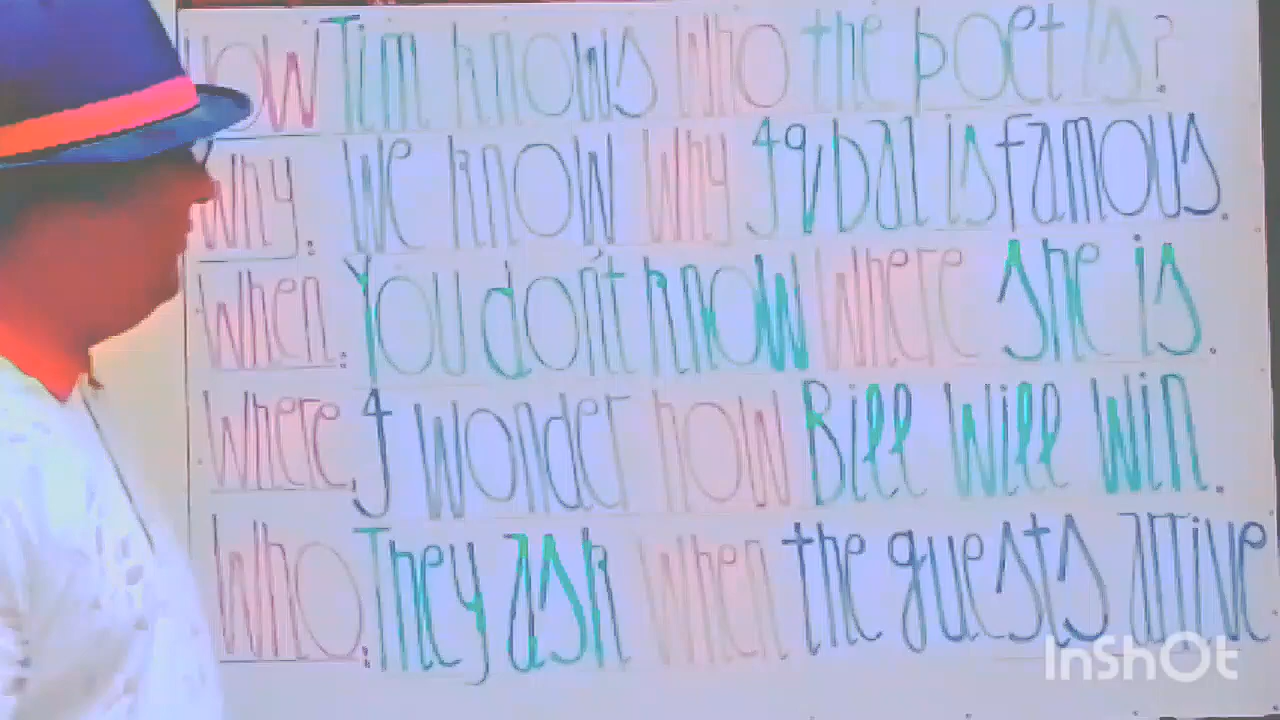 How Tim knows who the poet is?
Why. We know why Iqbal is famous.
When. You don't know where she is.
Where. I wonder how Bill will win.
Who. They ask when the guests arrive
InShOt